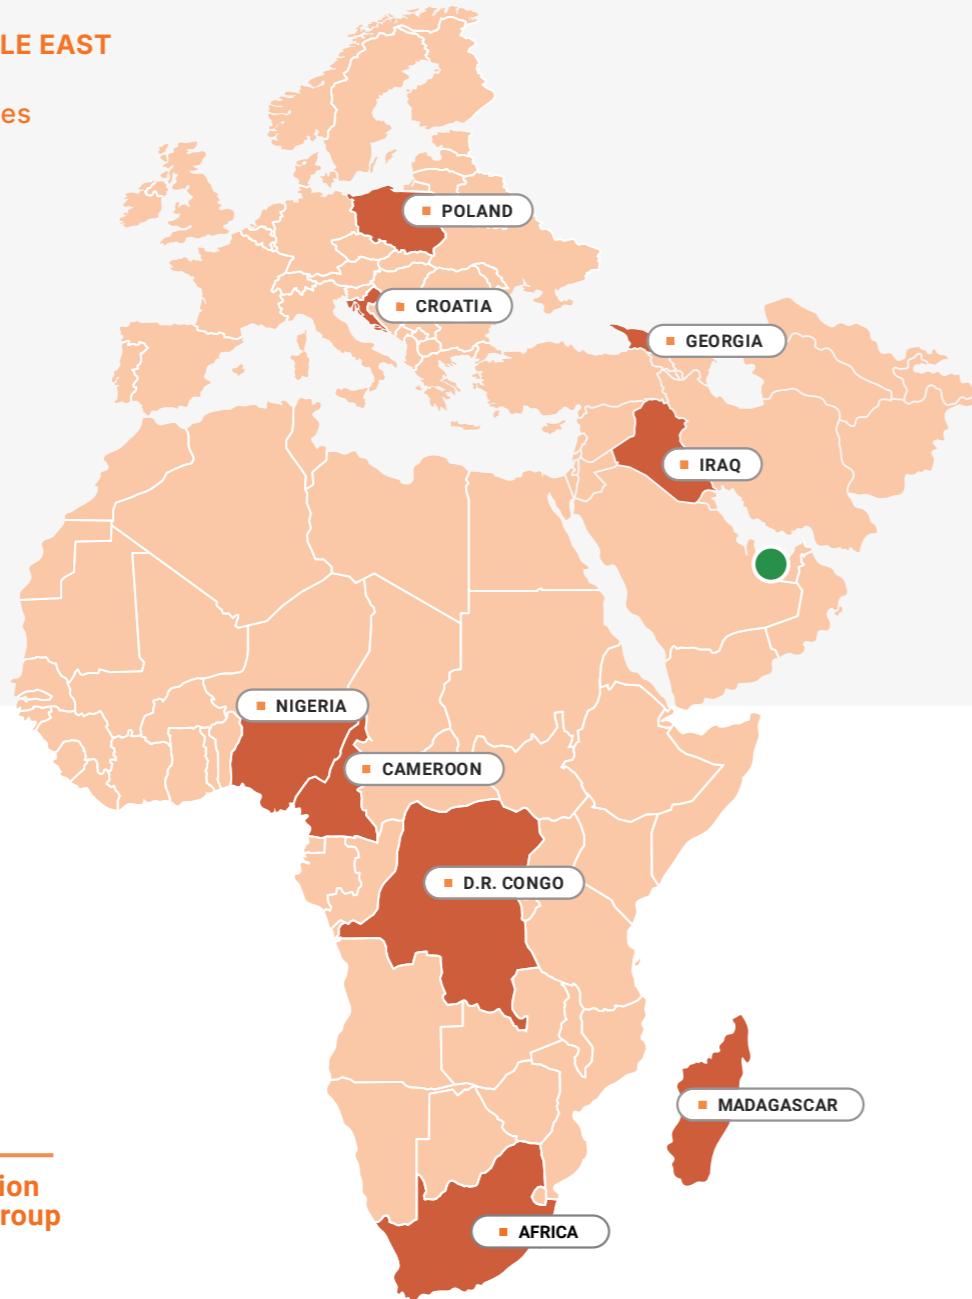 LE EAST
es
POLAND
CROATIA
GEORGIA
IRAQ
NIGERIA
CAMEROON
D.R. CONGO
MADAGASCAR
ion
roup
AFRICA